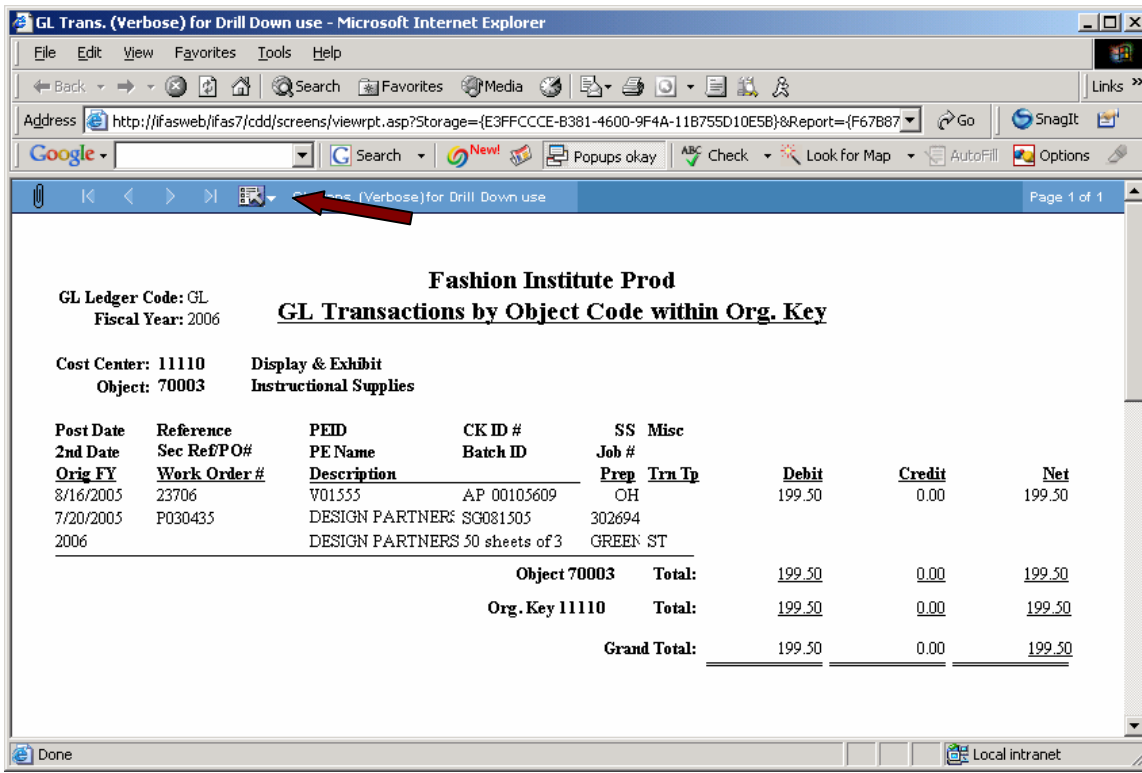 GL Trans. (Verbose) for Drill Down use - Microsoft Internet Explorer
File Edit View Favorites Tools Help
Back Search Favorites Media Links »
Address http://ifasweb/ifas7/cdd/screens/viewrpt.asp?Storage={E3FFCCCE-B381-4600-9F4A-11B755D10E5B}&Report={F67B87 Go SnagIt
Google Search New! Popups okay ABC Check Look for Map AutoFill Options
Trans. (Verbose)for Drill Down use Page 1 of 1
Fashion Institute Prod
GL Ledger Code: GL
Fiscal Year: 2006 GL Transactions by Object Code within Org. Key
Cost Center: 11110 Display & Exhibit
Object: 70003 Instructional Supplies
Post Date Reference PEID CK ID # SS Misc
2nd Date Sec Ref/PO# PE Name Batch ID Job #
Orig FY Work Order # Description Prep Trn Tp Debit Credit Net
8/16/2005 23706 V01555 AP 00105609 OH 199.50 0.00 199.50
7/20/2005 P030435 DESIGN PARTNERS SG081505 302694
2006 DESIGN PARTNERS 50 sheets of 3 GREEN ST
Object 70003 Total: 199.50 0.00 199.50
Org. Key 11110 Total: 199.50 0.00 199.50
Grand Total: 199.50 0.00 199.50
Done Local intranet